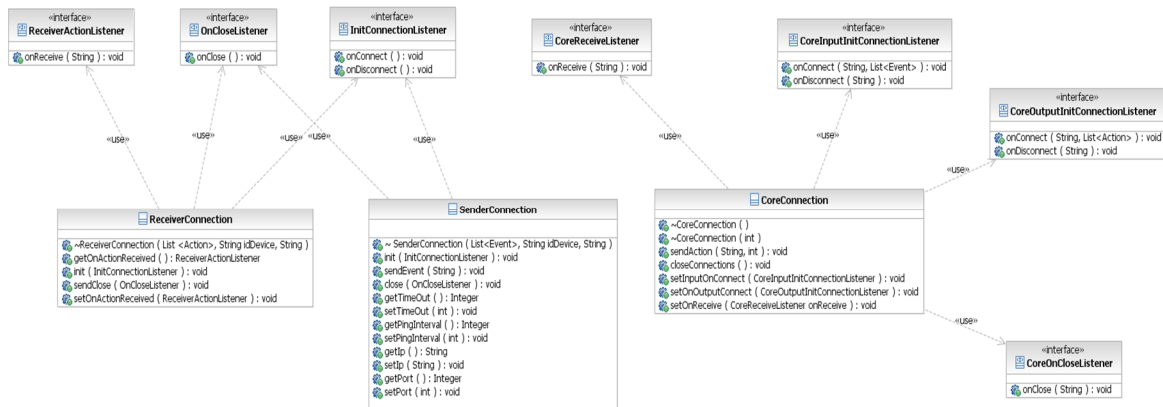 «interface»
ReceiverActionListener
onReceive ( String ) : void
«interface»
OnCloseListener
onClose ( ) : void
«interface»
InitConnectionListener
onConnect ( ) : void
onDisconnect ( ) : void
«interface»
CoreReceiveListener
onReceive ( String ) : void
«interface»
CoreInputInitConnectionListener
onConnect ( String, List<Event> ) : void
onDisconnect ( String ) : void
«interface»
CoreOutputInitConnectionListener
onConnect ( String, List<Action> ) : void
onDisconnect ( String ) : void
«use»
«use»
«use»
«use»
«use»
«use»
«use»
«use»
ReceiverConnection
~ReceiverConnection ( List <Action>, String idDevice, String )
getOnActionReceived ( ) : ReceiverActionListener
init ( InitConnectionListener ) : void
sendClose ( OnCloseListener ) : void
setOnActionReceived ( ReceiverActionListener ) : void
SenderConnection
~ SenderConnection ( List<Event>, String idDevice, String )
init ( InitConnectionListener ) : void
sendEvent ( String ) : void
close ( OnCloseListener ) : void
getTimeOut ( ) : Integer
setTimeOut ( int ) : void
getPingInterval ( ) : Integer
setPingInterval ( int ) : void
getIp ( ) : String
setIp ( String ) : void
getPort ( ) : Integer
setPort ( int ) : void
CoreConnection
~CoreConnection ( )
~CoreConnection ( int )
sendAction ( String, int ) : void
closeConnections ( ) : void
setInputOnConnect ( CoreInputInitConnectionListener ) : void
setOnOutputConnect ( CoreOutputInitConnectionListener ) : void
setOnReceive ( CoreReceiveListener onReceive ) : void
«use»
«interface»
CoreOnCloseListener
onClose ( String ) : void